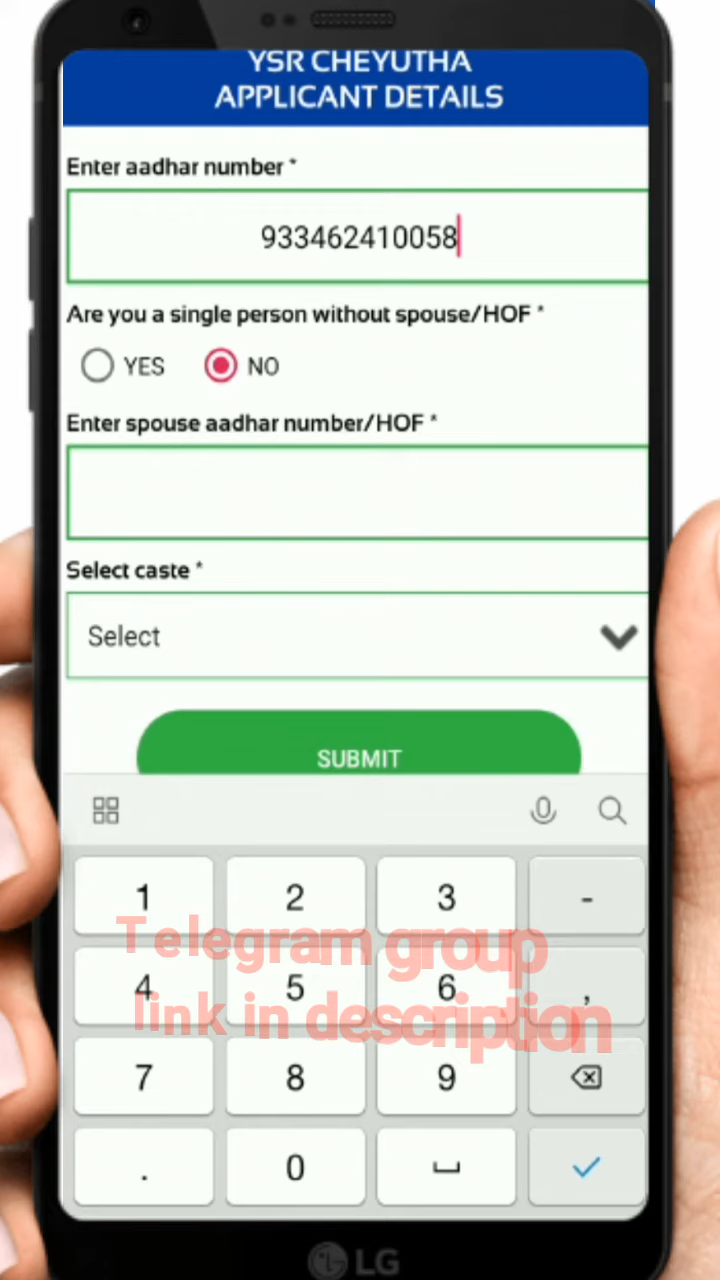 YSR CHEYUTHA
APPLICANT DETAILS
Enter aadhar number *
933462410058
Are you a single person without spouse/HOF *
YES NO
Enter spouse aadhar number/HOF *
Select caste *
Select
SUBMIT
1 2 3 -
Telegram group
4 5 6 ,
link in description
7 8 9
. 0
LG